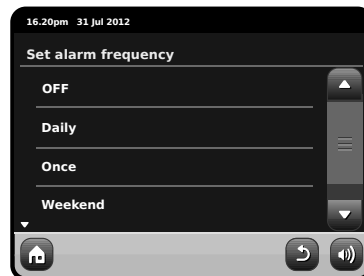 16.20pm 31 Jul 2012
Set alarm frequency
OFF
Daily
Once
Weekend